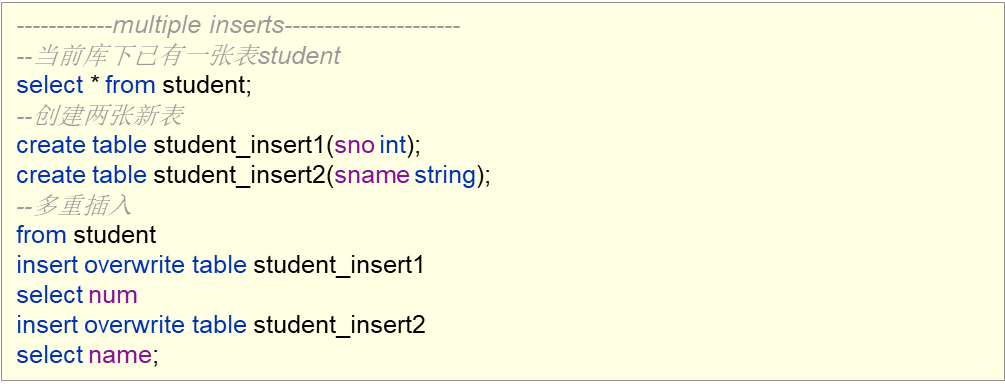 ------------multiple inserts----------------------
--当前库下已有一张表student
select * from student;
--创建两张新表
create table student_insert1(sno int);
create table student_insert2(sname string);
--多重插入
from student
insert overwrite table student_insert1
select num
insert overwrite table student_insert2
select name;